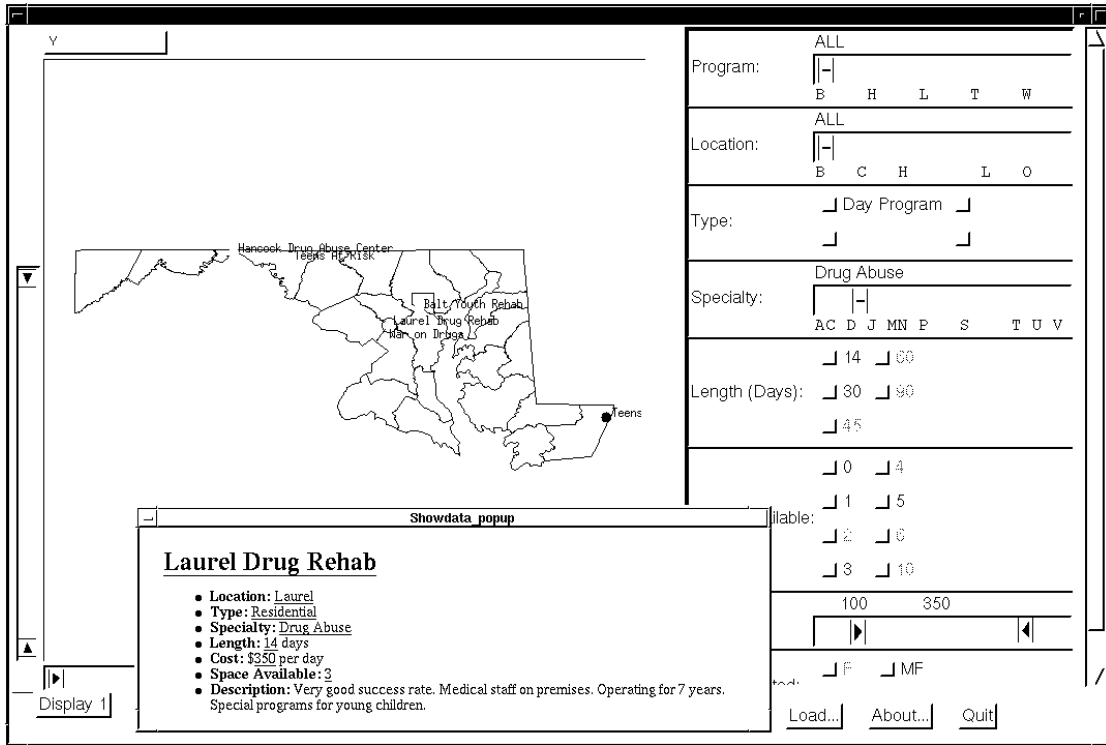 Y
Hancock Drug Abuse Center
Teens At Risk
Balt Youth Rehab
Laurel Drug Rehab
War on Drugs
Teens
Program:
ALL
B H L T W
Location:
ALL
B C H L O
Type:
Day Program
Specialty:
Drug Abuse
AC D J MN P S T U V
Length (Days):
14 60
30 90
45
ilable:
0 4
1 5
2 6
3 10
100 350
F MF
Showdata_popup
Laurel Drug Rehab
• Location: Laurel
• Type: Residential
• Specialty: Drug Abuse
• Length: 14 days
• Cost: $350 per day
• Space Available: 3
• Description: Very good success rate. Medical staff on premises. Operating for 7 years.
Special programs for young children.
Display 1
Load... About... Quit